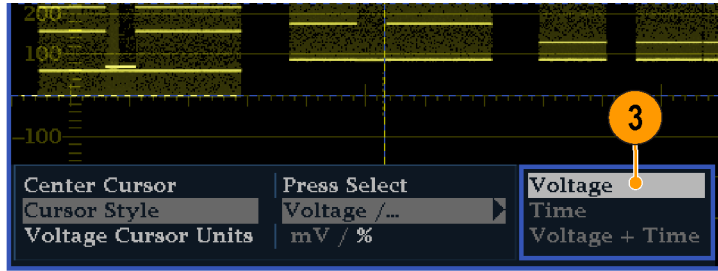 200
100
-100
3
Center Cursor
Cursor Style
Voltage Cursor Units
Press Select
Voltage /...
mV / %
Voltage
Time
Voltage + Time